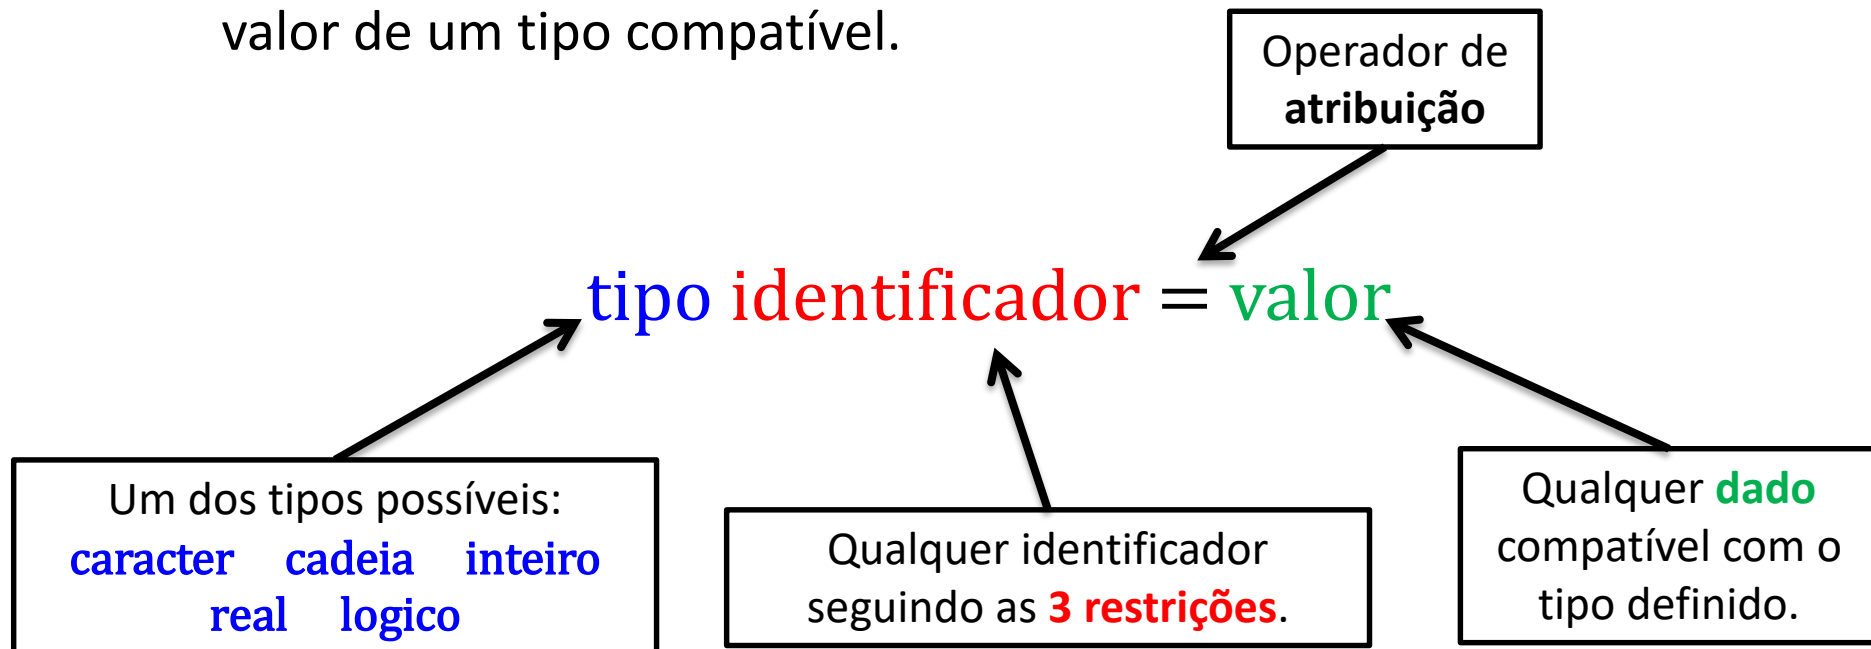 valor de um tipo compatível.
Operador de
atribuição
tipo identificador = valor
Um dos tipos possíveis:
caracter cadeia inteiro
real logico
Qualquer identificador
seguindo as 3 restrições.
Qualquer dado
compatível com o
tipo definido.